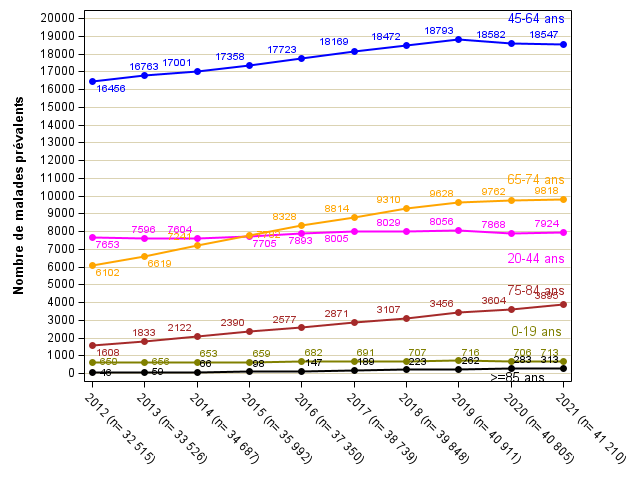 20000
19000
18000
17000
16000
15000
14000
13000
12000
11000
10000
9000
8000
7000
6000
5000
4000
3000
2000
1000
0
Nombre de malades prévalents
45-64 ans
16456 16763 17001 17358 17723 18169 18472 18793 18582 18547
65-74 ans
6102 6619 8328 8814 9310 9628 9762 9818
20-44 ans
7653 7596 7604 7705 7893 8005 8029 8056 7868 7924
75-84 ans
1608 1833 2122 2390 2577 2871 3107 3456 3604 3895
0-19 ans
650 656 653 659 682 691 707 716 706 713
>=85 ans
46 59 66 98 147 189 223 262 283 313
2012 (n= 32 515)
2013 (n= 33 526)
2014 (n= 34 687)
2015 (n= 35 992)
2016 (n= 37 350)
2017 (n= 38 739)
2018 (n= 39 848)
2019 (n= 40 911)
2020 (n= 40 805)
2021 (n= 41 210)